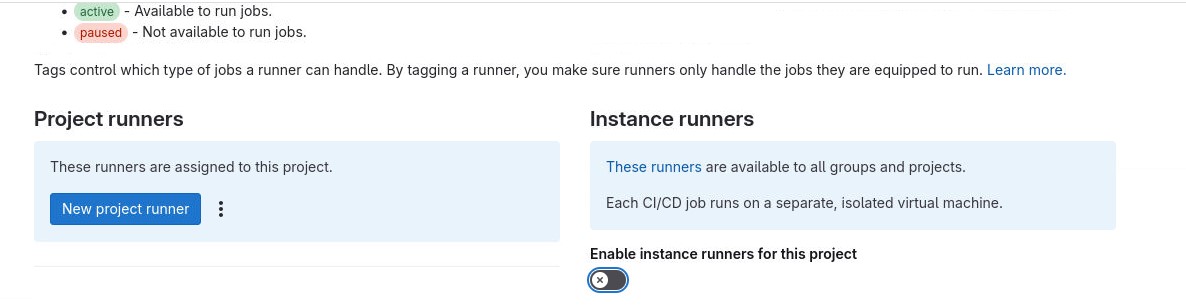 active - Available to run jobs.
paused - Not available to run jobs.
Tags control which type of jobs a runner can handle. By tagging a runner, you make sure runners only handle the jobs they are equipped to run. Learn more.
Project runners
These runners are assigned to this project.
New project runner
Instance runners
These runners are available to all groups and projects.
Each CI/CD job runs on a separate, isolated virtual machine.
Enable instance runners for this project